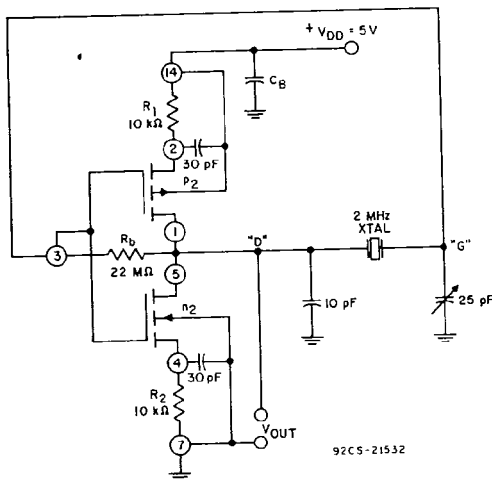 + VDD = 5V
14
CB
R1
10 kΩ
2
30 pF
P2
1
"D"
2 MHz
XTAL
"G"
3
Rb
22 MΩ
5
10 pF
25 pF
n2
4
30 pF
R2
10 kΩ
7
VOUT
92CS-21532